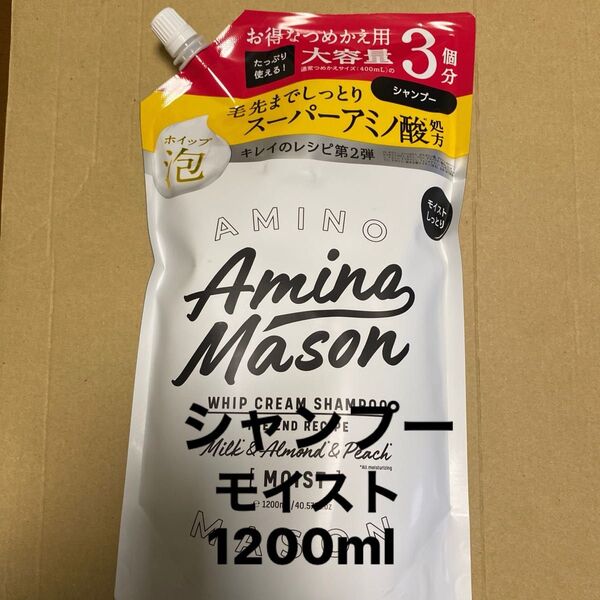 お得なつめかえ用
たっぷり
使える!
大容量
3個分
通常つめかえサイズ(400mL)の
シャンプー
毛先までしっとり
スーパーアミノ酸処方
ホイップ
泡
キレイのレシピ第2弾
モイスト
しっとり
AMINO
Amino
Mason
WHIP CREAM SHAMPOO
RECIPE
Milk* & Almond* & Peach*
*All moisturizing
[ MOIST ]
MASON
シャンプー
モイスト
1200ml